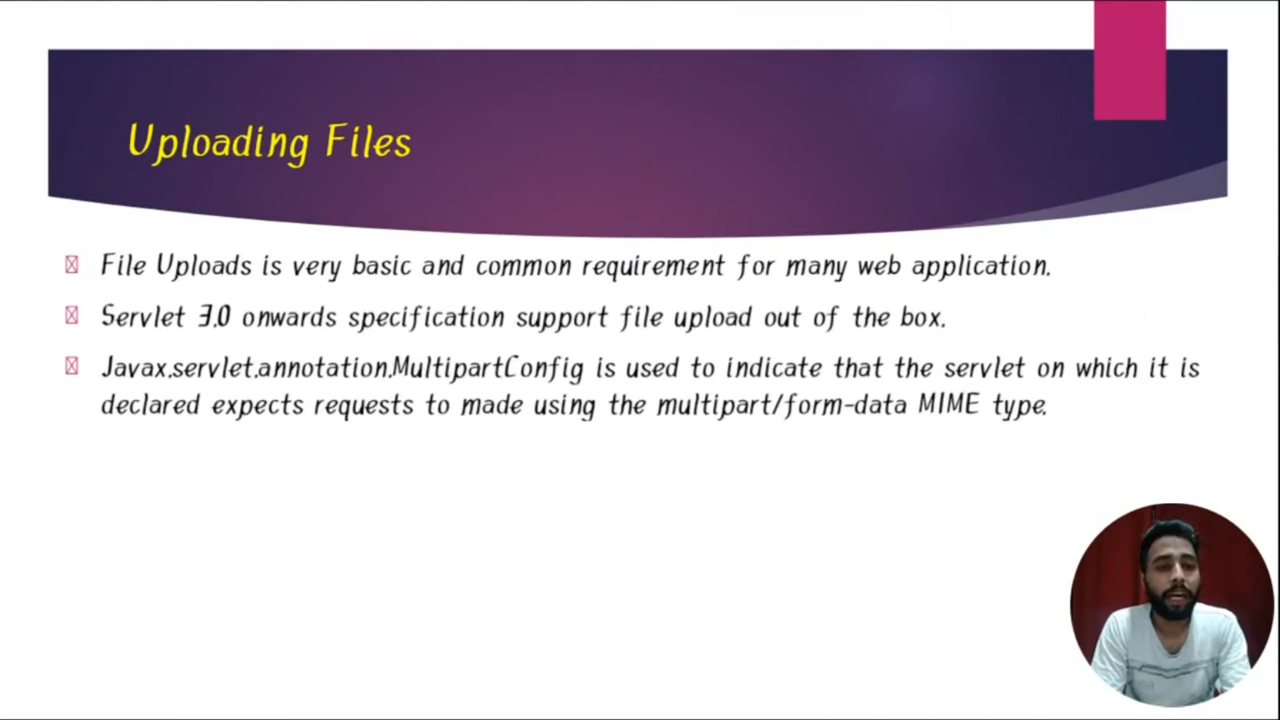 Uploading Files
File Uploads is very basic and common requirement for many web application.
Servlet 3.0 onwards specification support file upload out of the box.
Javax.servlet.annotation.MultipartConfig is used to indicate that the servlet on which it is
declared expects requests to made using the multipart/form-data MIME type.